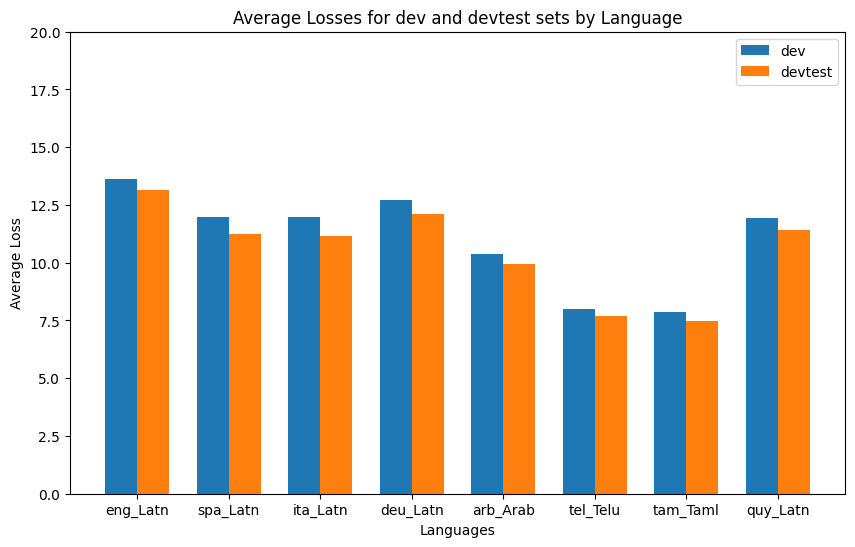 Average Losses for dev and devtest sets by Language
dev
devtest
Average Loss
20.0
17.5
15.0
12.5
10.0
7.5
5.0
2.5
0.0
eng_Latn spa_Latn ita_Latn deu_Latn arb_Arab tel_Telu tam_Taml quy_Latn
Languages